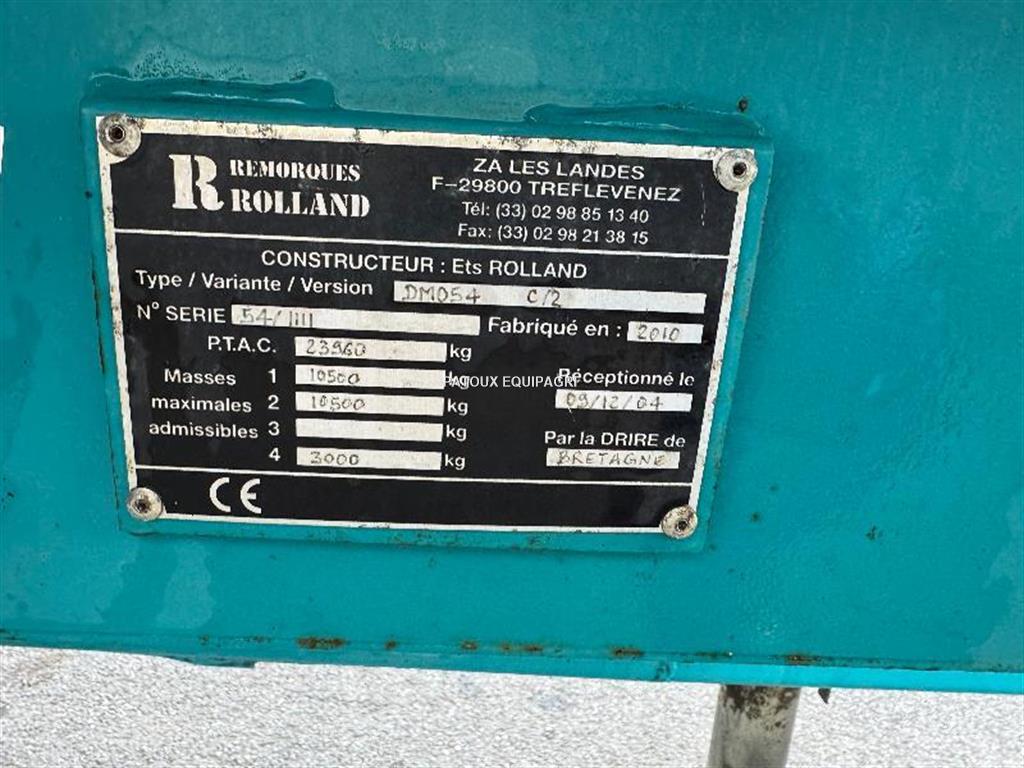 R REMORQUES ROLLAND
ZA LES LANDES
F-29800 TREFLEVENEZ
Tél: (33) 02 98 85 13 40
Fax: (33) 02 98 21 38 15
CONSTRUCTEUR : Ets ROLLAND
Type / Variante / Version DM054 C/2
N° SERIE 54/1111 Fabriqué en : 2010
P.T.A.C. 23960 kg
Masses 1 10500 kg Réceptionné le
PATOUX EQUIPAGRI
maximales 2 10500 kg 09/12/04
admissibles 3 kg Par la DRIRE de
4 3000 kg BRETAGNE
CE